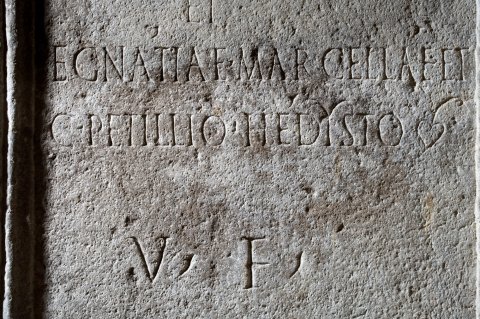 ET
EGNATIAE·MARCELLAE·ET
C·PETILLIO·HEDYSTO❦
V, F,